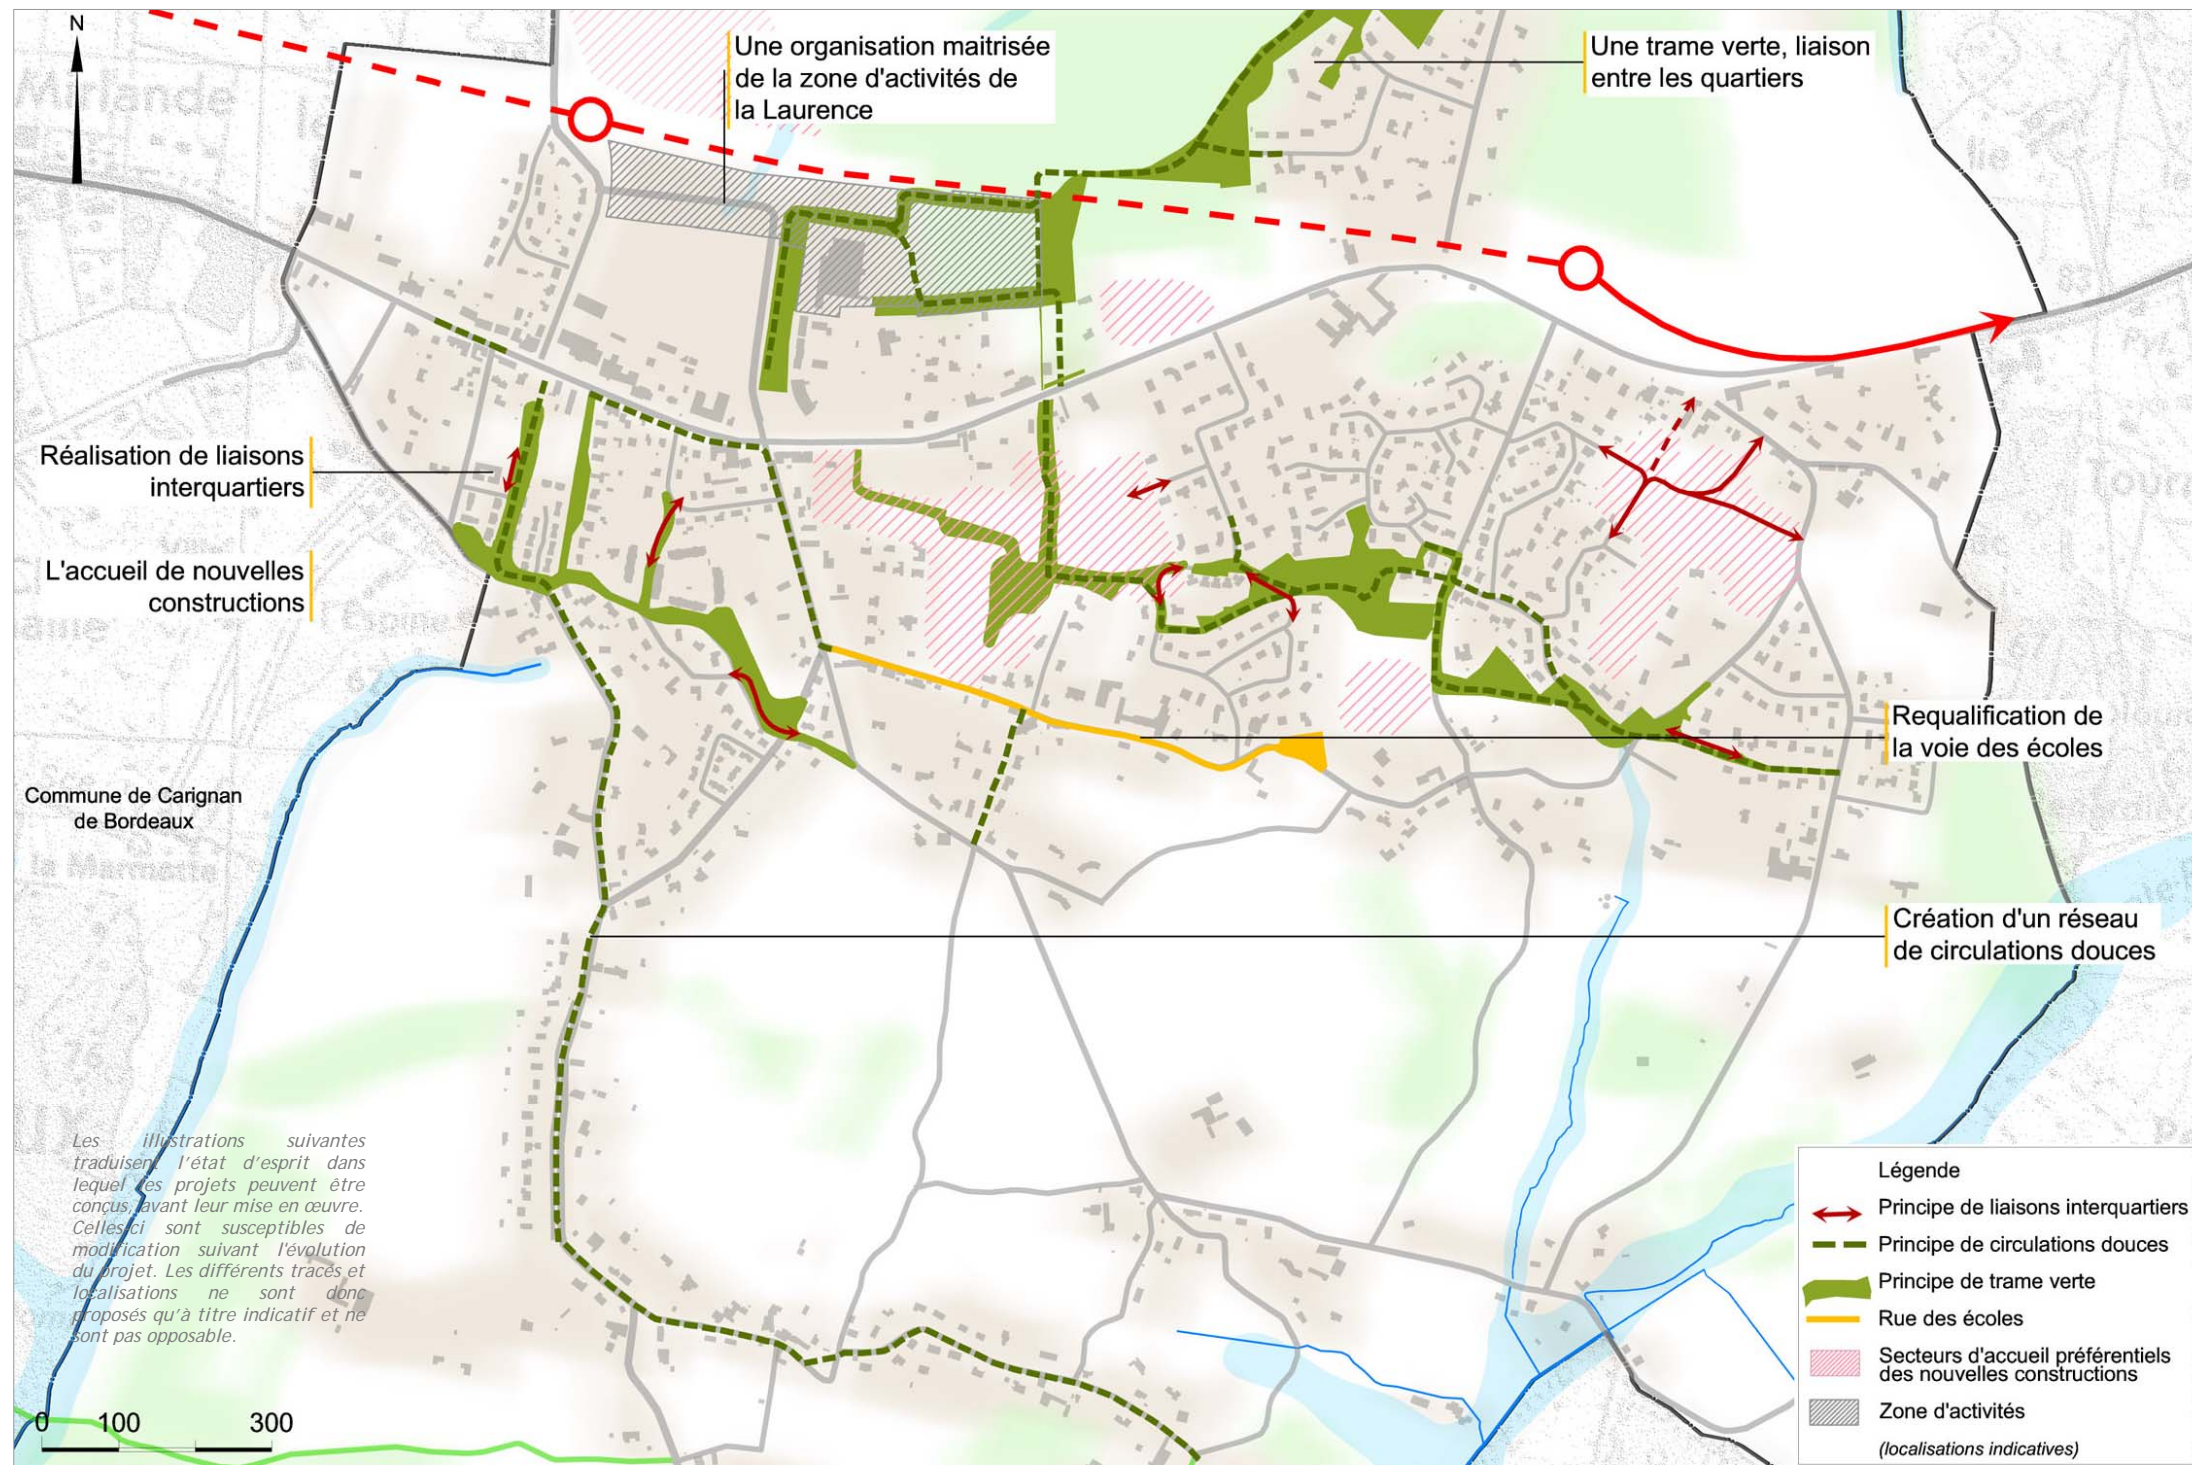 N
Mirlande
Une organisation maitrisée
de la zone d'activités de
la Laurence
Une trame verte, liaison
entre les quartiers
Réalisation de liaisons
interquartiers
L'accueil de nouvelles
constructions
Requalification de
la voie des écoles
Commune de Carignan
de Bordeaux
la Marmatte
Création d'un réseau
de circulations douces
76
Les illustrations suivantes
traduisent l'état d'esprit dans
lequel les projets peuvent être
conçus, avant leur mise en œuvre.
Celles-ci sont susceptibles de
modification suivant l'évolution
du projet. Les différents tracés et
localisations ne sont donc
proposés qu'à titre indicatif et ne
sont pas opposable.
0 100 300
Légende
Principe de liaisons interquartiers
Principe de circulations douces
Principe de trame verte
Rue des écoles
Secteurs d'accueil préférentiels
des nouvelles constructions
Zone d'activités
(localisations indicatives)